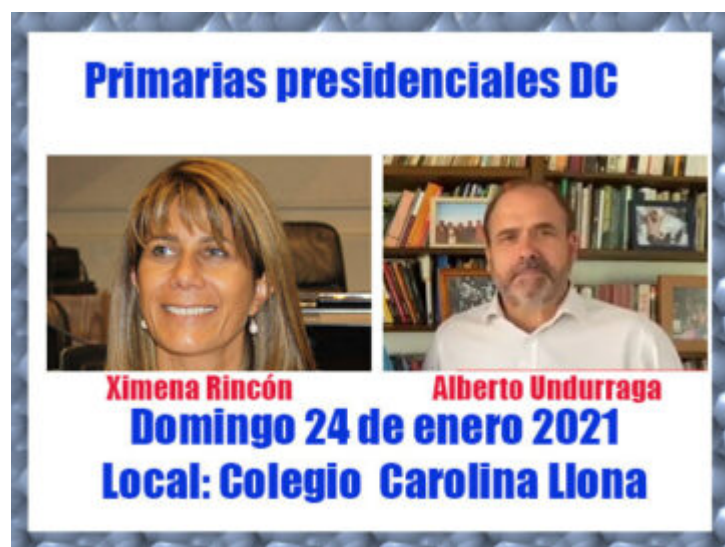 Primarias presidenciales DC
Ximena Rincón
Alberto Undurraga
Domingo 24 de enero 2021
Local: Colegio Carolina Llona